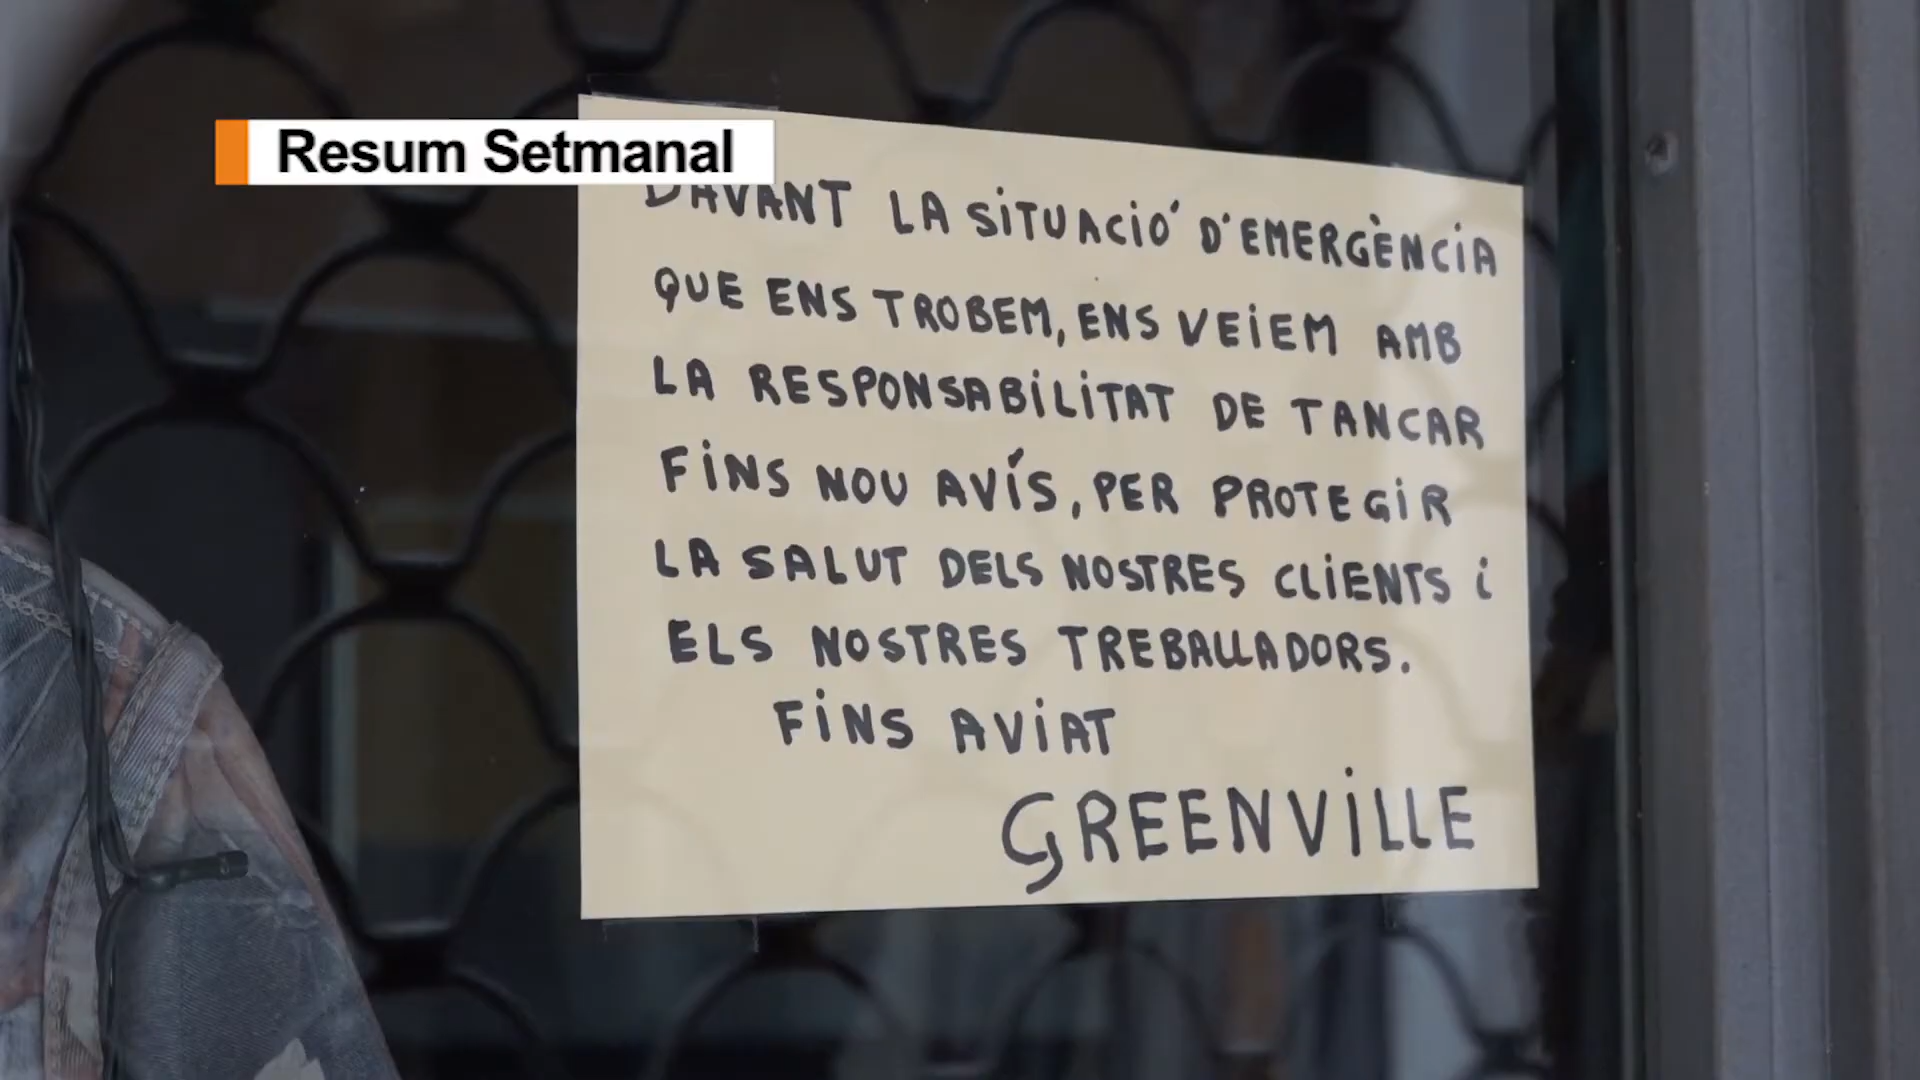 Resum Setmanal
DAVANT LA SITUACIÓ D'EMERGÈNCIA
QUE ENS TROBEM, ENS VEIEM AMB
LA RESPONSABILITAT DE TANCAR
FINS NOU AVÍS, PER PROTEGIR
LA SALUT DELS NOSTRES CLIENTS i
ELS NOSTRES TREBALLADORS.
FINS AVIAT
GREENVILLE